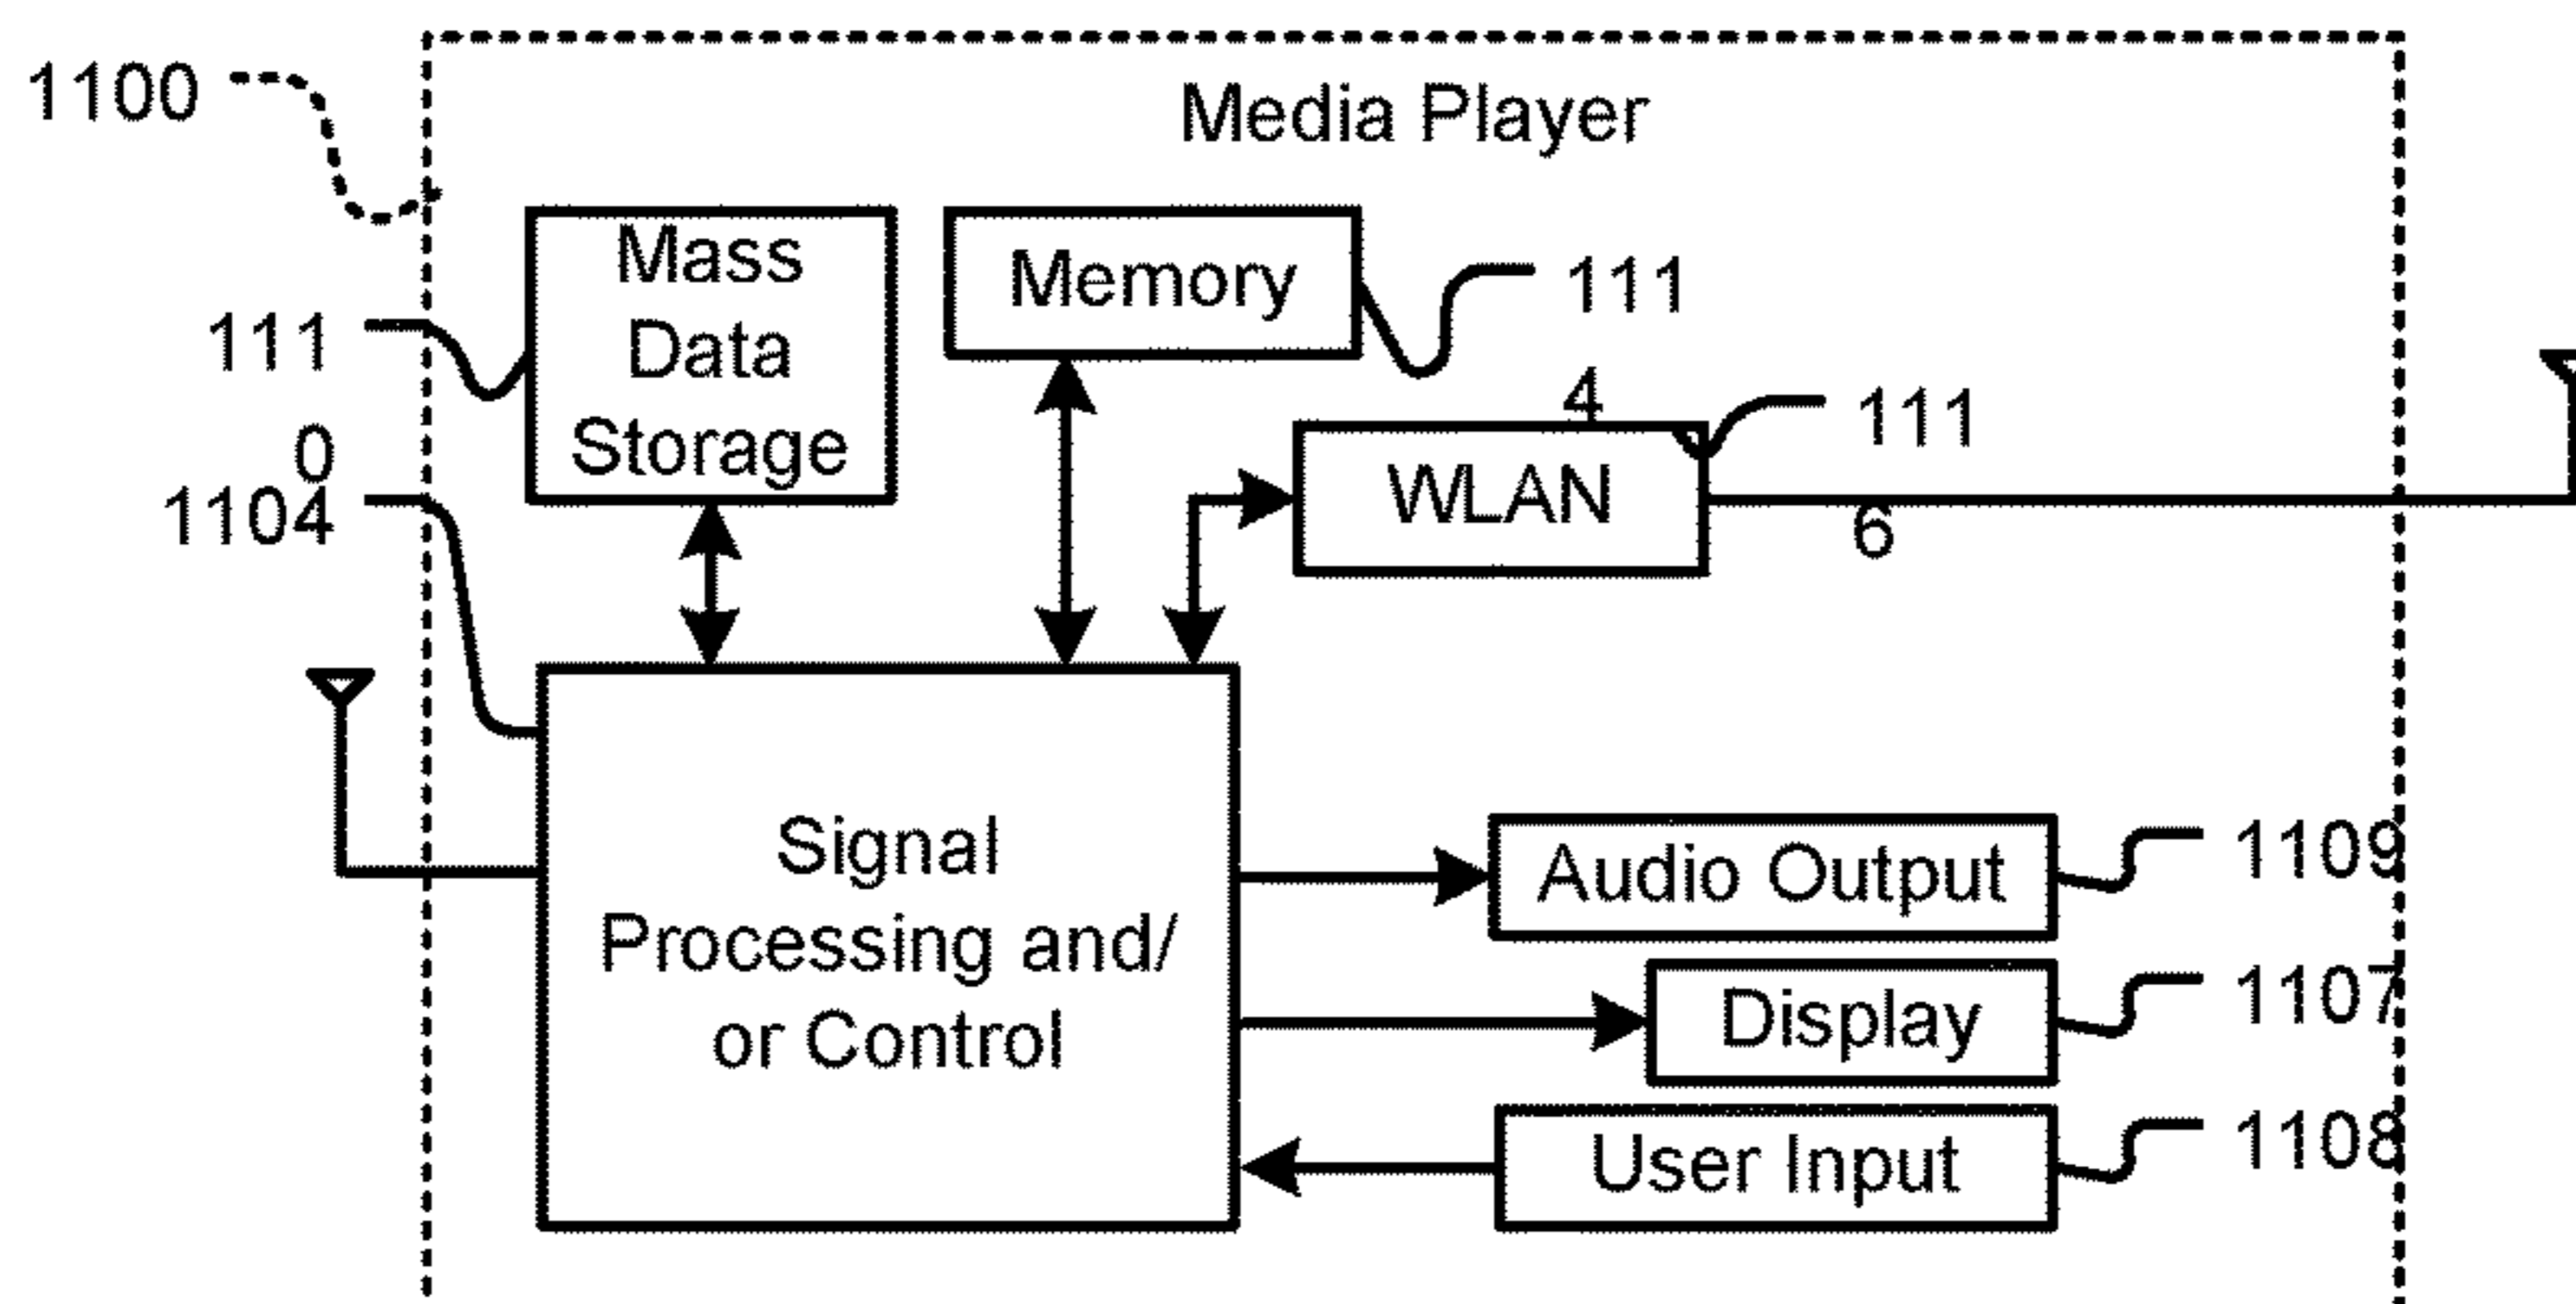 1100
Media Player
Mass
Data
Storage
Memory
111
4
111
0
WLAN
111
6
1104
Signal
Processing and/
or Control
Audio Output
1109
Display
1107
User Input
1108